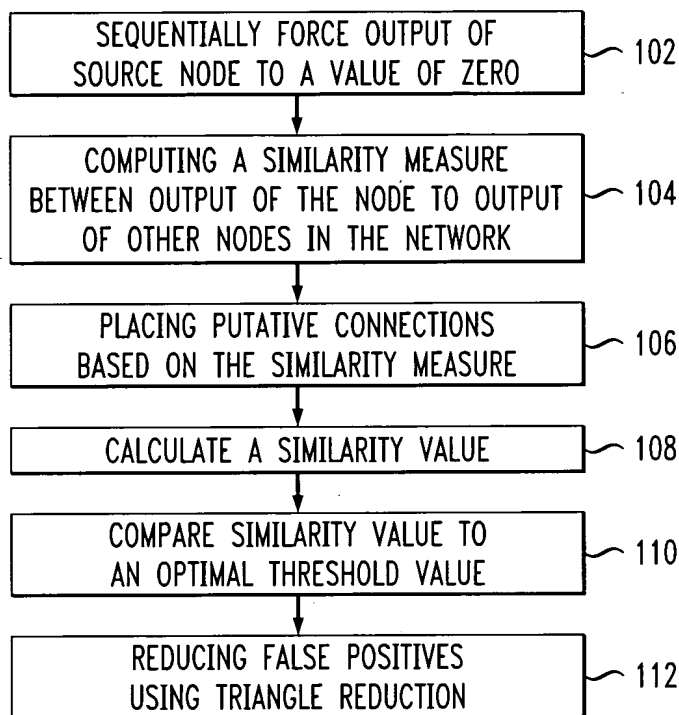 SEQUENTIALLY FORCE OUTPUT OF
SOURCE NODE TO A VALUE OF ZERO
102
COMPUTING A SIMILARITY MEASURE
BETWEEN OUTPUT OF THE NODE TO OUTPUT
OF OTHER NODES IN THE NETWORK
104
PLACING PUTATIVE CONNECTIONS
BASED ON THE SIMILARITY MEASURE
106
CALCULATE A SIMILARITY VALUE
108
COMPARE SIMILARITY VALUE TO
AN OPTIMAL THRESHOLD VALUE
110
REDUCING FALSE POSITIVES
USING TRIANGLE REDUCTION
112